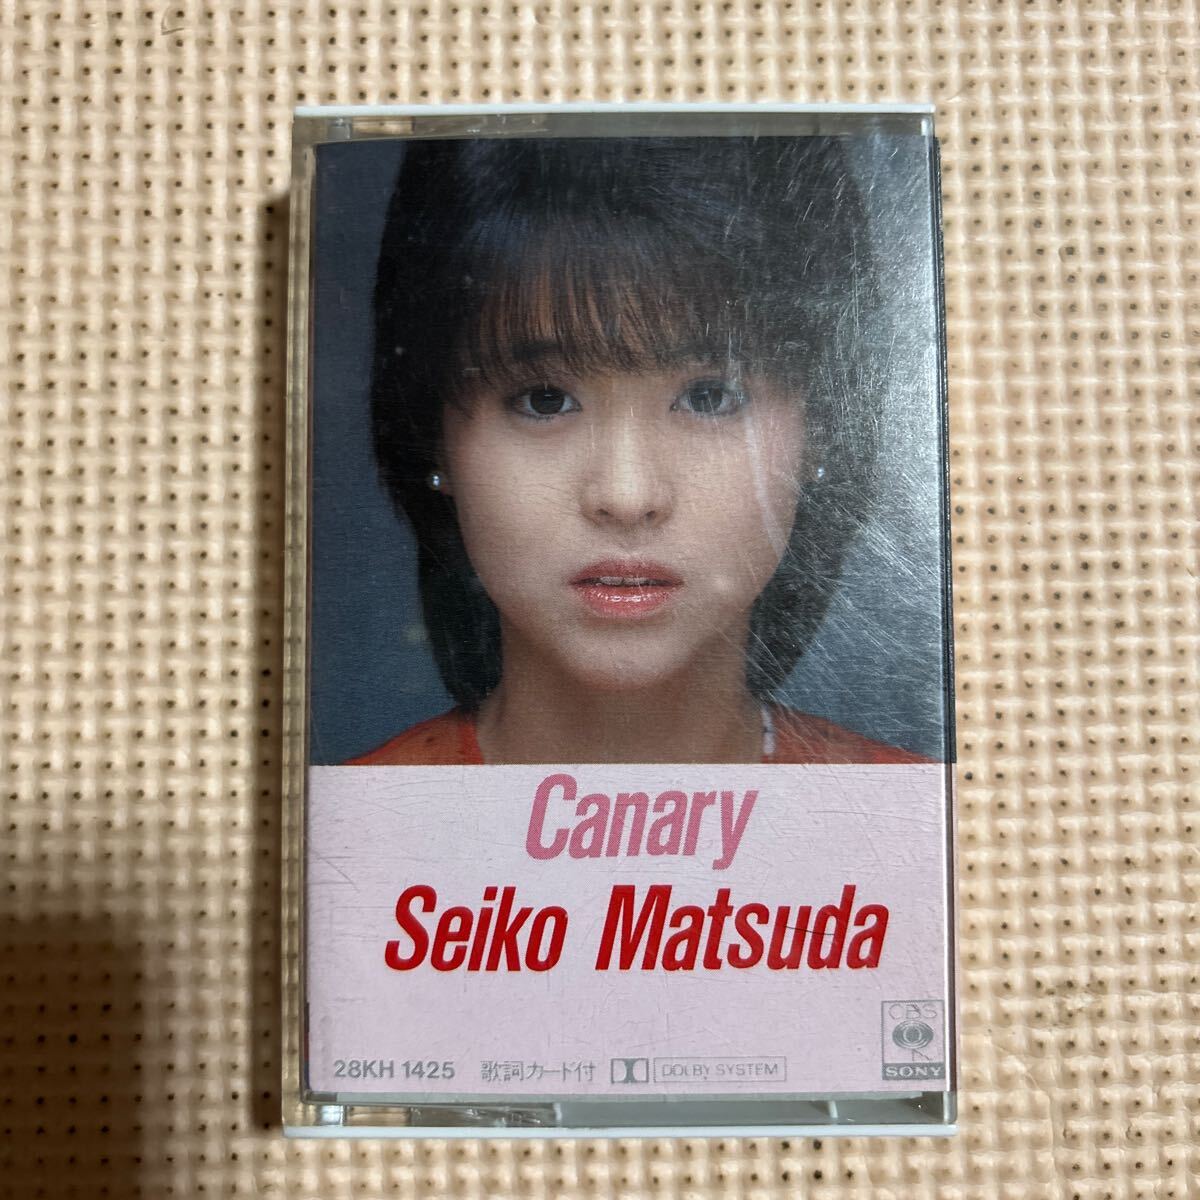 Canary
Seiko Matsuda
CBS
SONY
28KH 1425 歌詞カード付 DOLBY SYSTEM